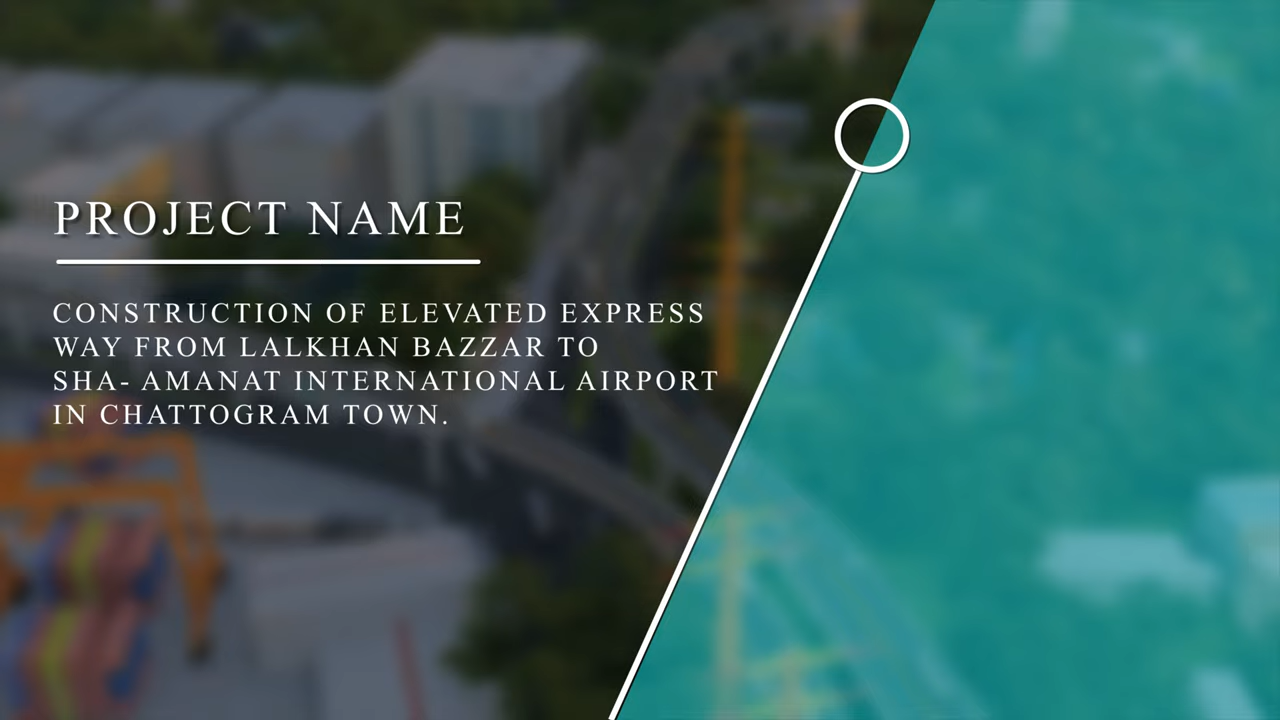 PROJECT NAME
CONSTRUCTION OF ELEVATED EXPRESS
WAY FROM LALKHAN BAZZAR TO
SHA- AMANAT INTERNATIONAL AIRPORT
IN CHATTOGRAM TOWN.